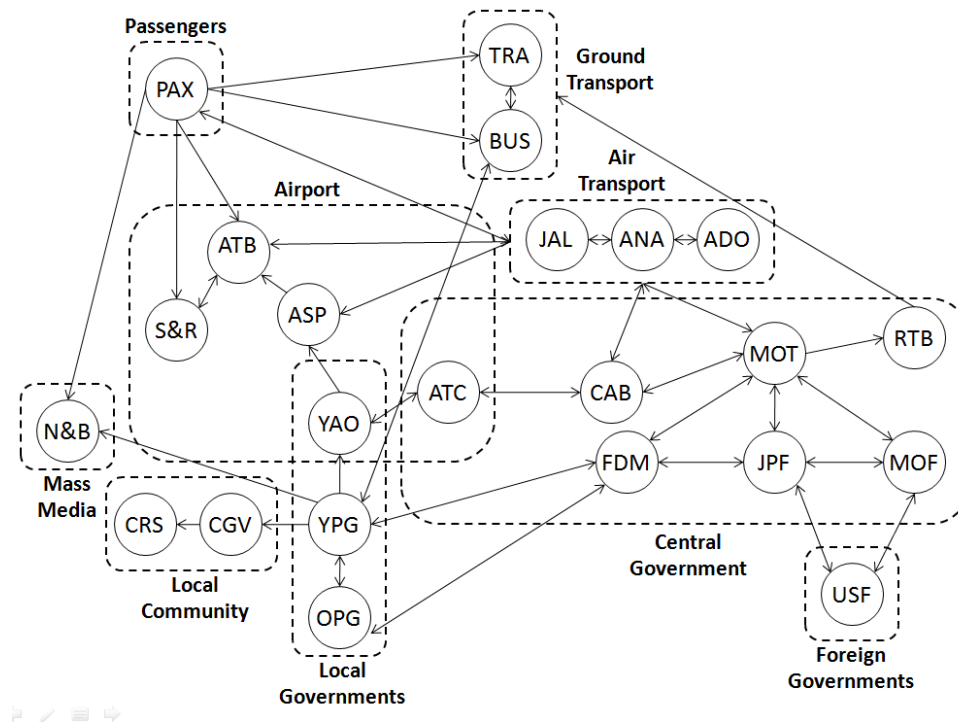 Passengers
PAX
TRA
BUS
Ground
Transport
Air
Transport
JAL
ANA
ADO
Airport
ATB
S&R
ASP
YAO
ATC
CAB
MOT
RTB
FDM
JPF
MOF
Central
Government
N&B
Mass
Media
CRS
CGV
Local
Community
YPG
OPG
Local
Governments
USF
Foreign
Governments